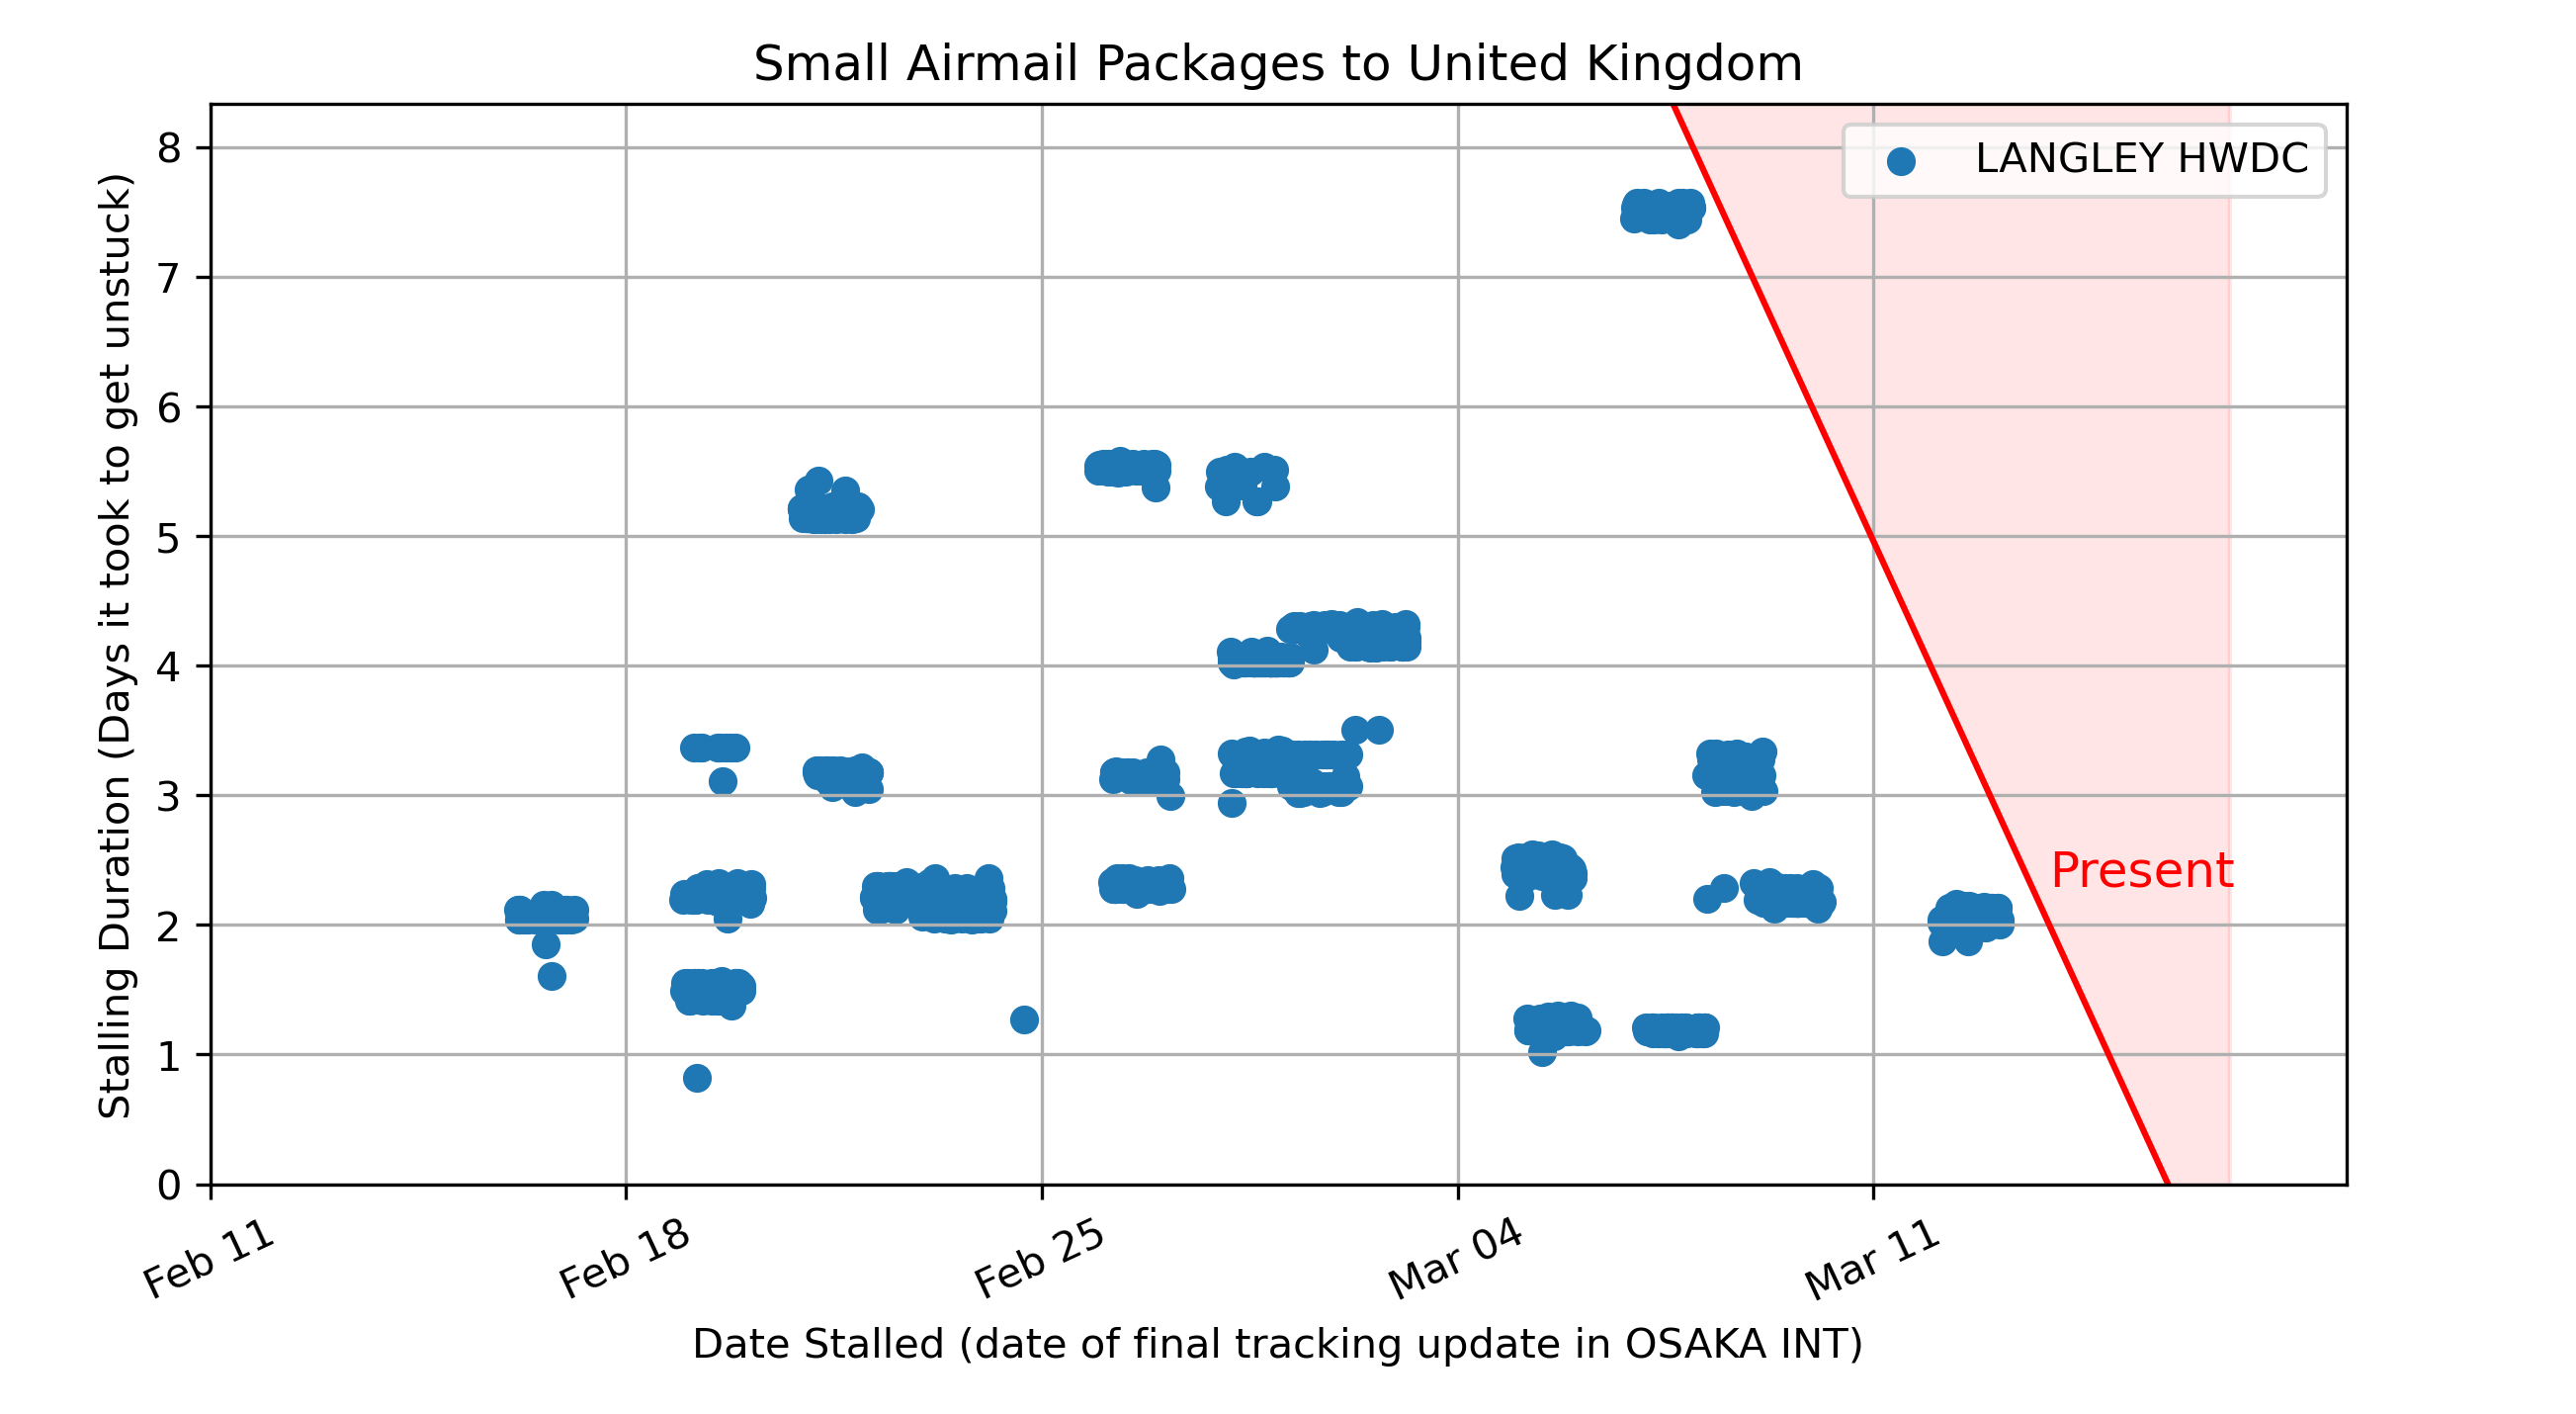 Small Airmail Packages to United Kingdom
Stalling Duration (Days it took to get unstuck)
8
7
6
5
4
3
2
1
0
LANGLEY HWDC
Present
Feb 11
Feb 18
Feb 25
Mar 04
Mar 11
Date Stalled (date of final tracking update in OSAKA INT)